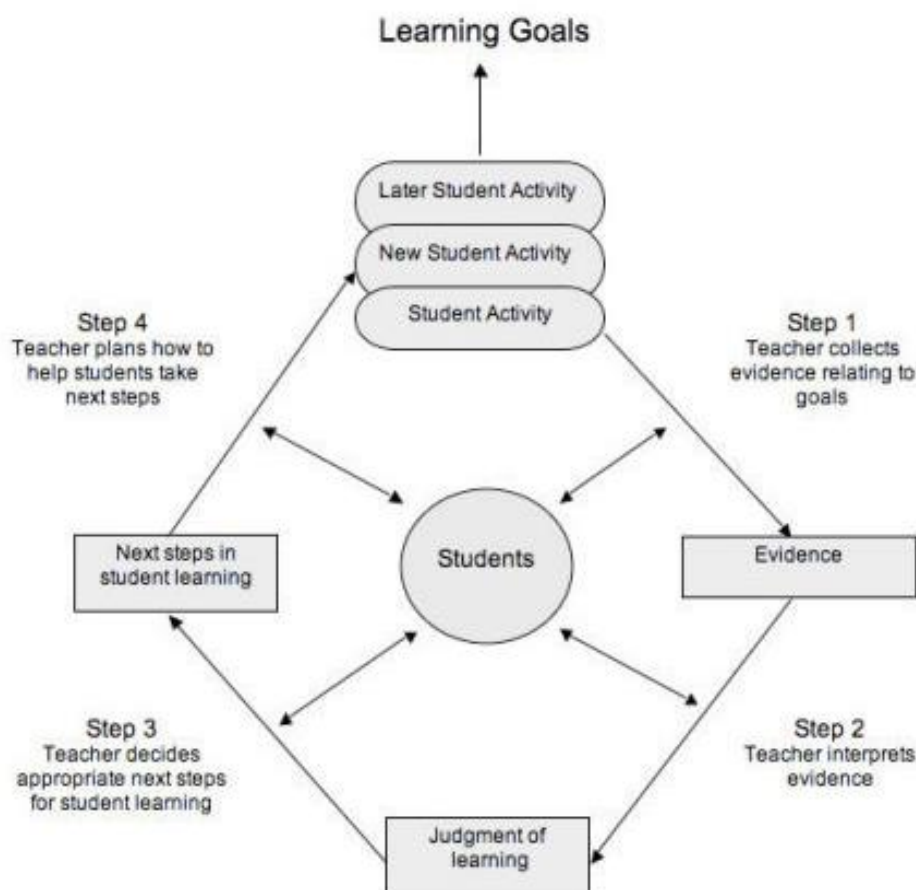 Learning Goals
Later Student Activity
New Student Activity
Student Activity
Step 4
Teacher plans how to
help students take
next steps
Step 1
Teacher collects
evidence relating to
goals
Next steps in
student learning
Students
Evidence
Step 3
Teacher decides
appropriate next steps
for student learning
Step 2
Teacher interprets
evidence
Judgment of
learning